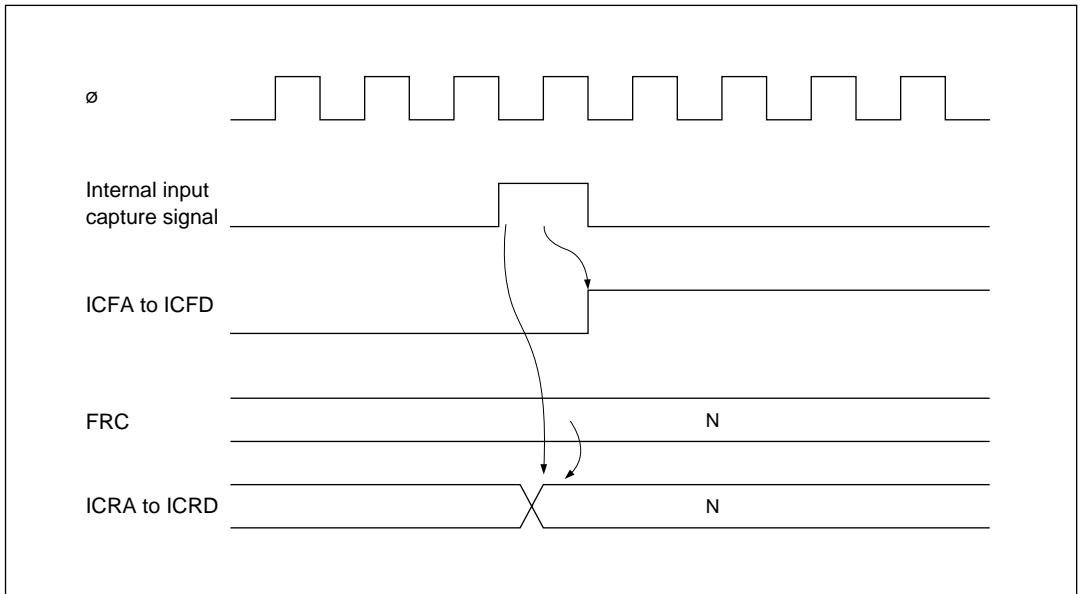 ø
Internal input
capture signal
ICFA to ICFD
FRC
N
ICRA to ICRD
N